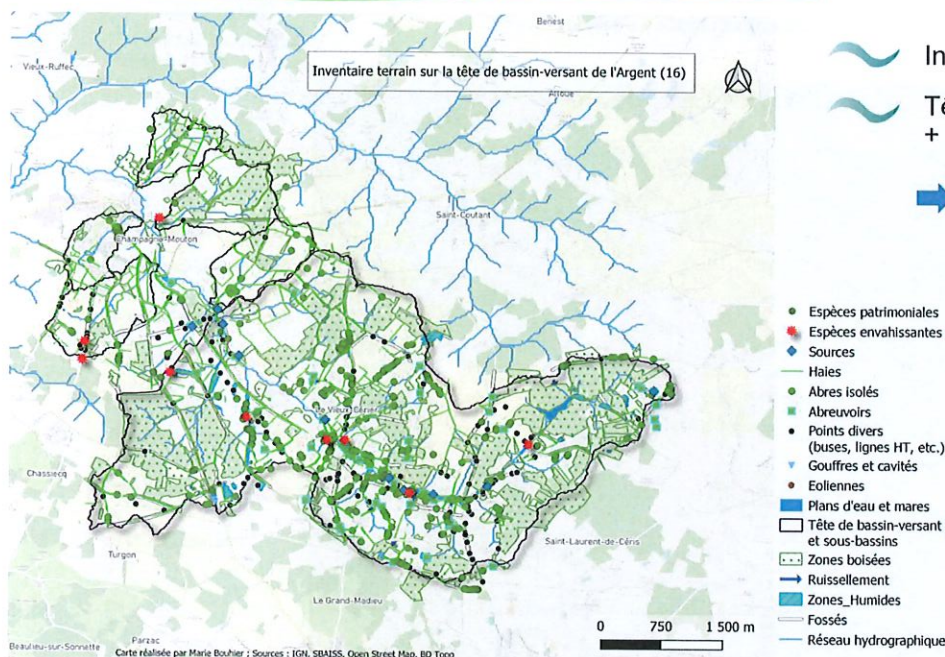 Benest
Vieux-Ruffec
Inventaire terrain sur la tête de bassin-versant de l'Argent (16)
Alloue
Saint-Coutant
Champagne-Mouton
Le Vieux-Cérier
Chassiecq
Turgon
Saint-Laurent-de-Céris
Le Grand-Madieu
Parzac
Beaulieu-sur-Sonnette
0 750 1 500 m
Carte réalisée par Marie Bouhier ; Sources : IGN, SBAISS, Open Street Map, BD Topo
In
Tê
+
Espèces patrimoniales
Espèces envahissantes
Sources
Haies
Abres isolés
Abreuvoirs
Points divers
(buses, lignes HT, etc.)
Gouffres et cavités
Eoliennes
Plans d'eau et mares
Tête de bassin-versant
et sous-bassins
Zones boisées
Ruissellement
Zones_Humides
Fossés
Réseau hydrographique